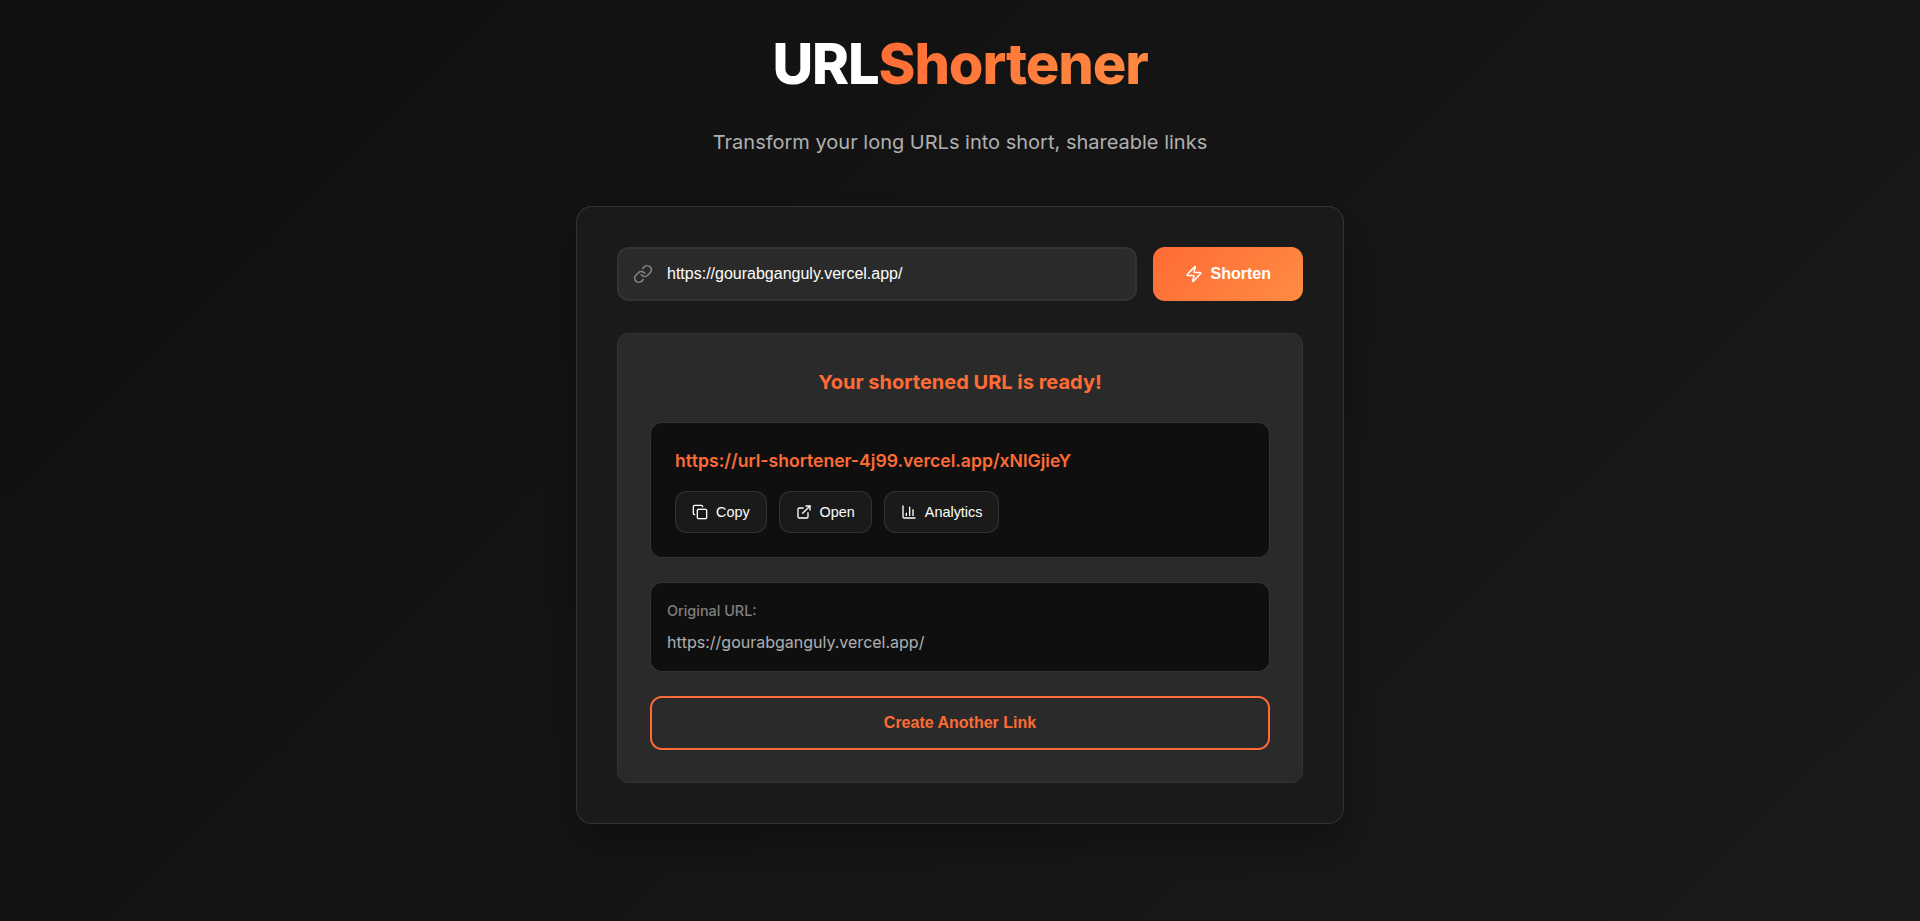 URLShortener
Transform your long URLs into short, shareable links
https://gourabganguly.vercel.app/
Shorten
Your shortened URL is ready!
https://url-shortener-4j99.vercel.app/xNIGjieY
Copy
Open
Analytics
Original URL:
https://gourabganguly.vercel.app/
Create Another Link